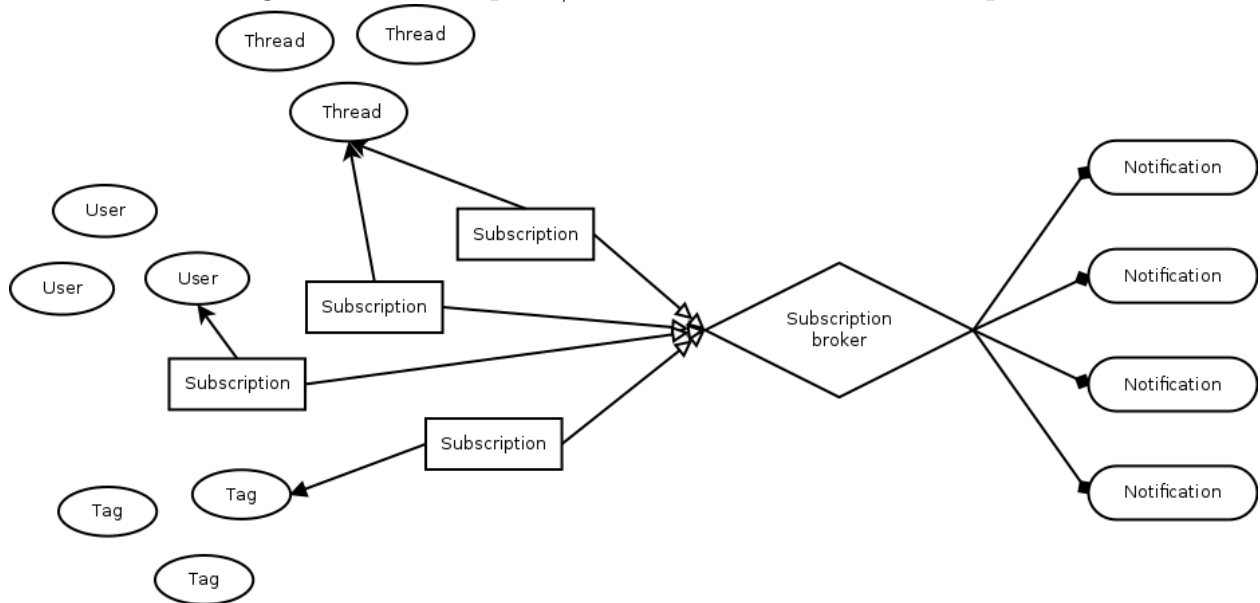 Thread
Thread
Thread
Notification
User
Subscription
User
User
Notification
Subscription
Subscription
broker
Subscription
Notification
Subscription
Tag
Notification
Tag
Tag